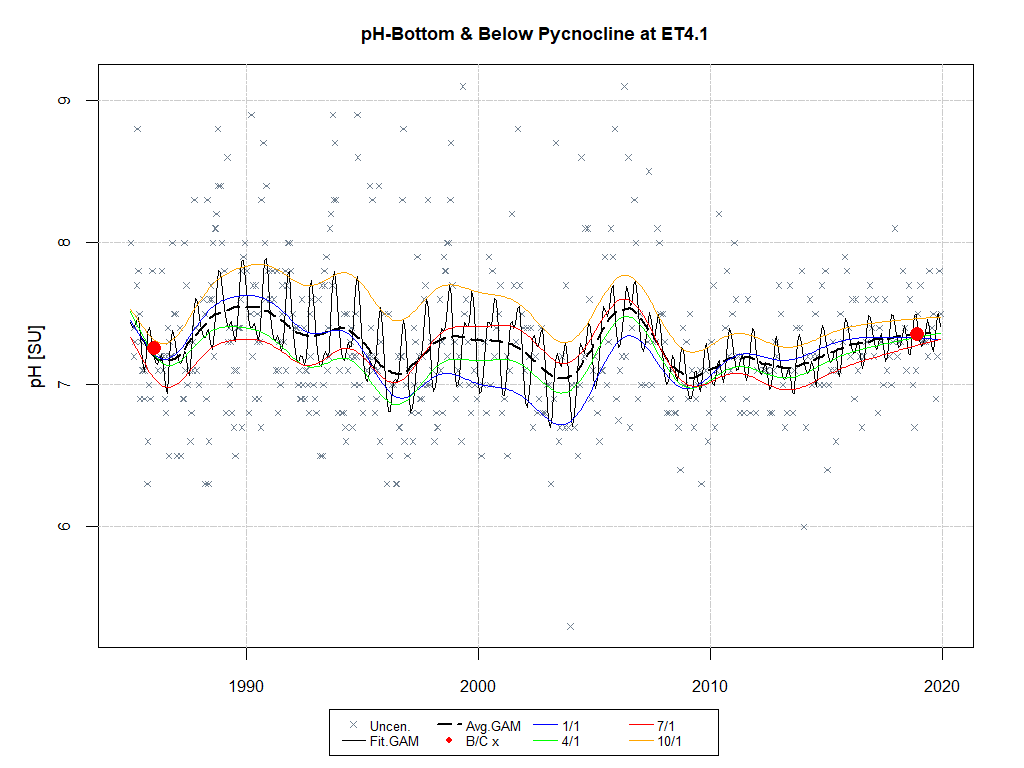 pH-Bottom & Below Pycnocline at ET4.1
pH [SU]
9
8
7
6
1990 2000 2010 2020
Uncen. Avg.GAM 1/1 7/1
Fit.GAM B/C x 4/1 10/1